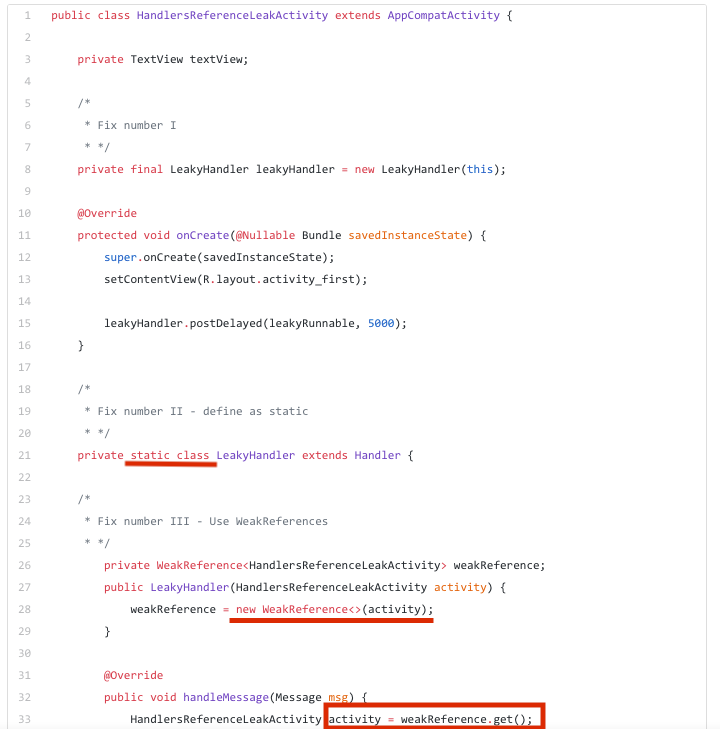 1 public class HandlersReferenceLeakActivity extends AppCompatActivity {
2
3 private TextView textView;
4
5 /*
6 * Fix number I
7 * */
8 private final LeakyHandler leakyHandler = new LeakyHandler(this);
9
10 @Override
11 protected void onCreate(@Nullable Bundle savedInstanceState) {
12 super.onCreate(savedInstanceState);
13 setContentView(R.layout.activity_first);
14
15 leakyHandler.postDelayed(leakyRunnable, 5000);
16 }
17
18 /*
19 * Fix number II - define as static
20 * */
21 private static class LeakyHandler extends Handler {
22
23 /*
24 * Fix number III - Use WeakReferences
25 * */
26 private WeakReference<HandlersReferenceLeakActivity> weakReference;
27 public LeakyHandler(HandlersReferenceLeakActivity activity) {
28 weakReference = new WeakReference<>(activity);
29 }
30
31 @Override
32 public void handleMessage(Message msg) {
33 HandlersReferenceLeakActivity activity = weakReference.get();